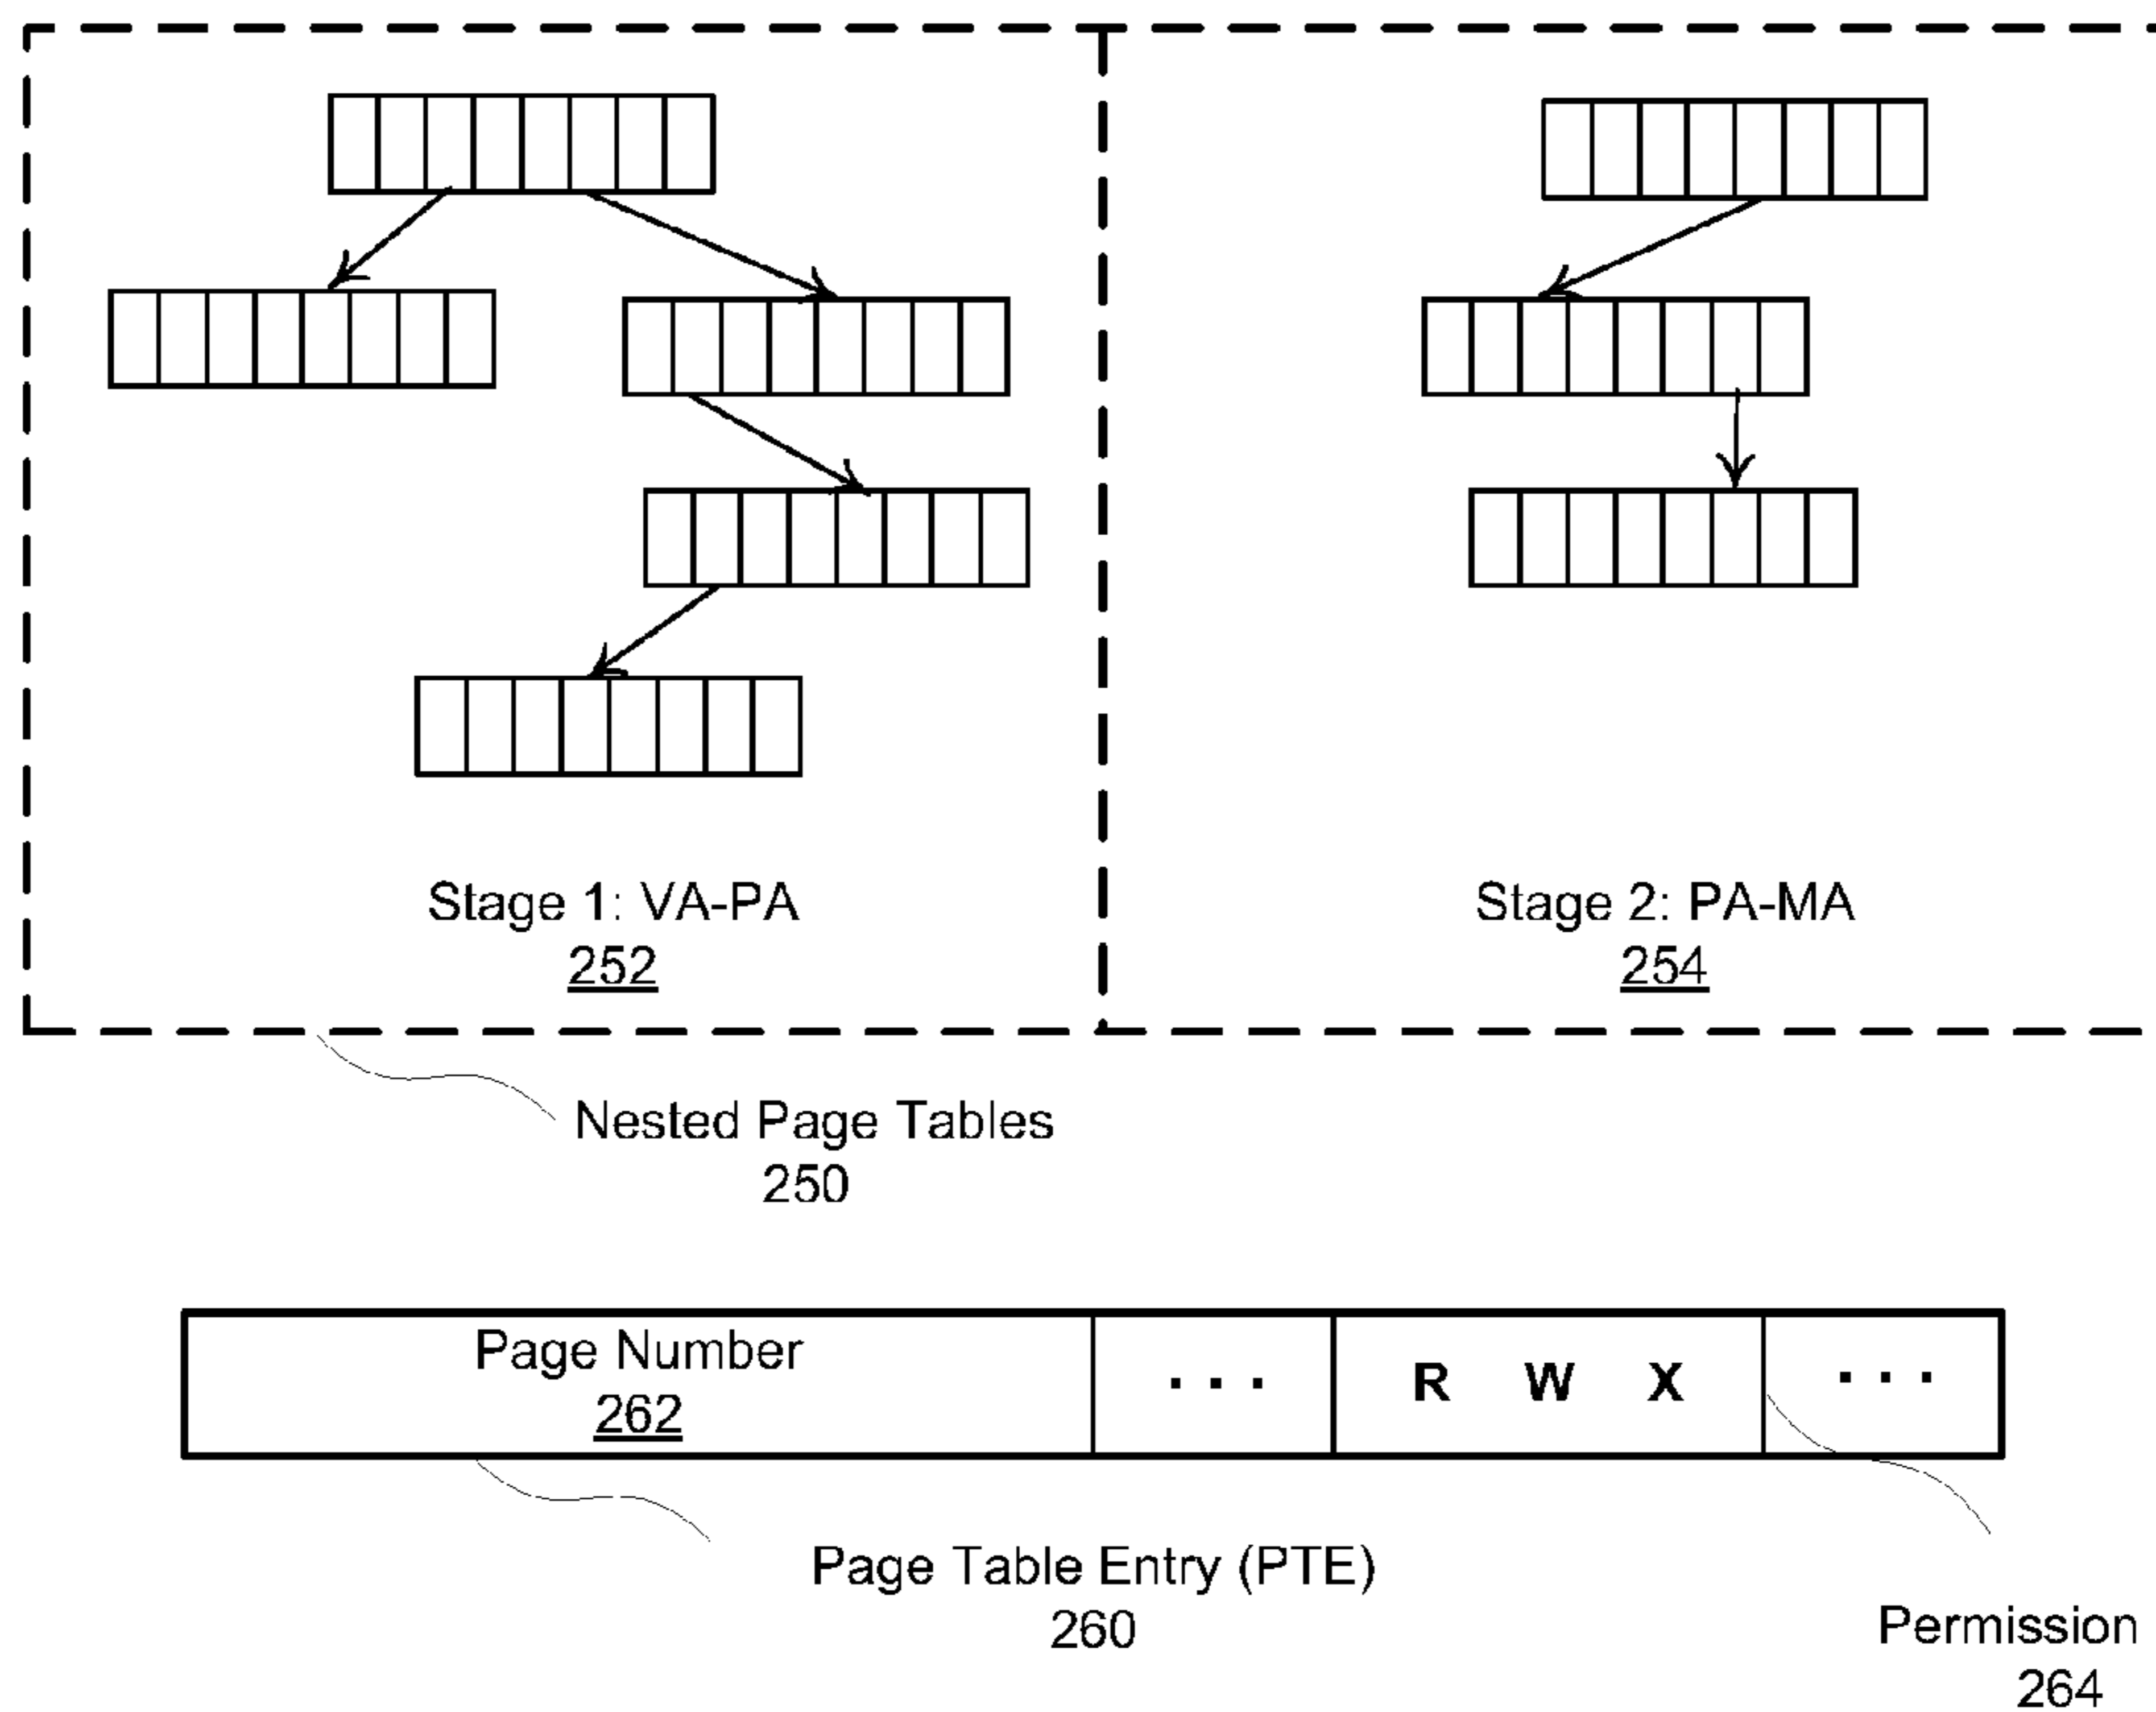 Stage 1: VA-PA
252
Stage 2: PA-MA
254
Nested Page Tables
250
Page Number
262
. . .
R W X
. . .
Page Table Entry (PTE)
260
Permission
264